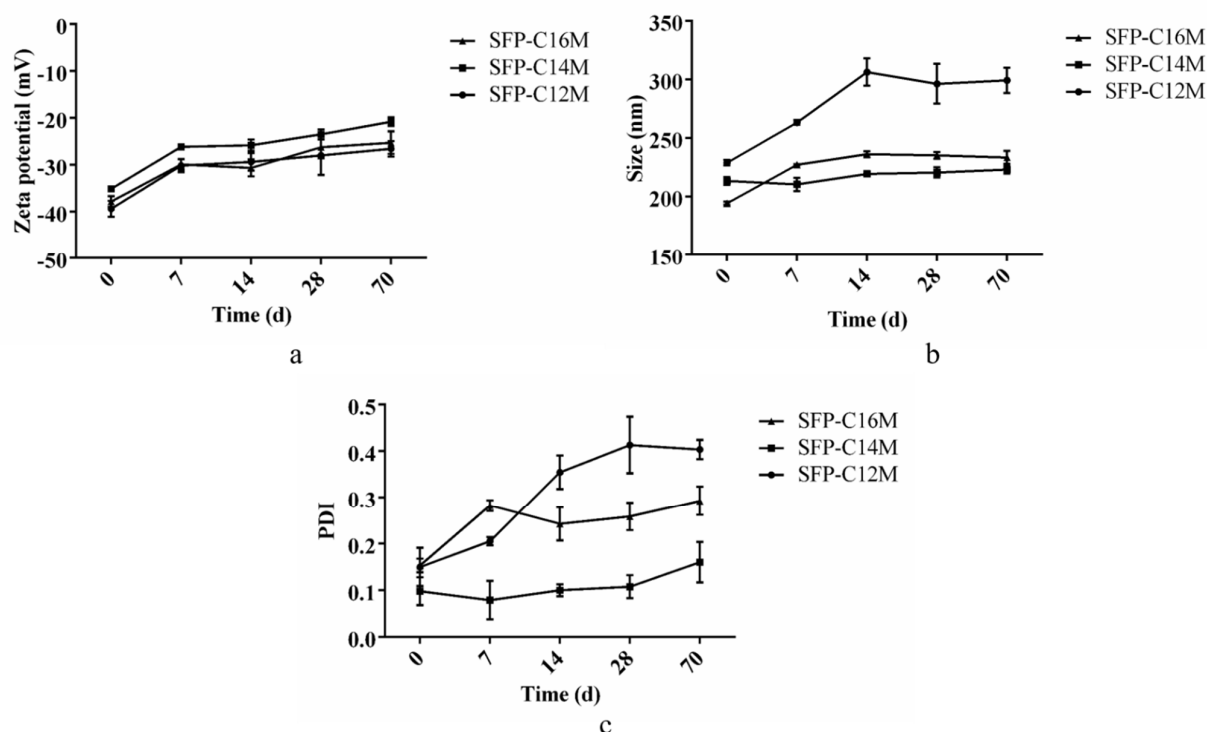 0
-10
-20
-30
-40
-50
Zeta potential (mV)
0
7
14
28
70
Time (d)
SFP-C16M
SFP-C14M
SFP-C12M
a
300
250
200
150
Size (nm)
0
7
14
28
70
Time (d)
SFP-C16M
SFP-C14M
SFP-C12M
b
0.5
0.4
0.3
0.2
0.1
0.0
PDI
0
7
14
28
70
Time (d)
SFP-C16M
SFP-C14M
SFP-C12M
c